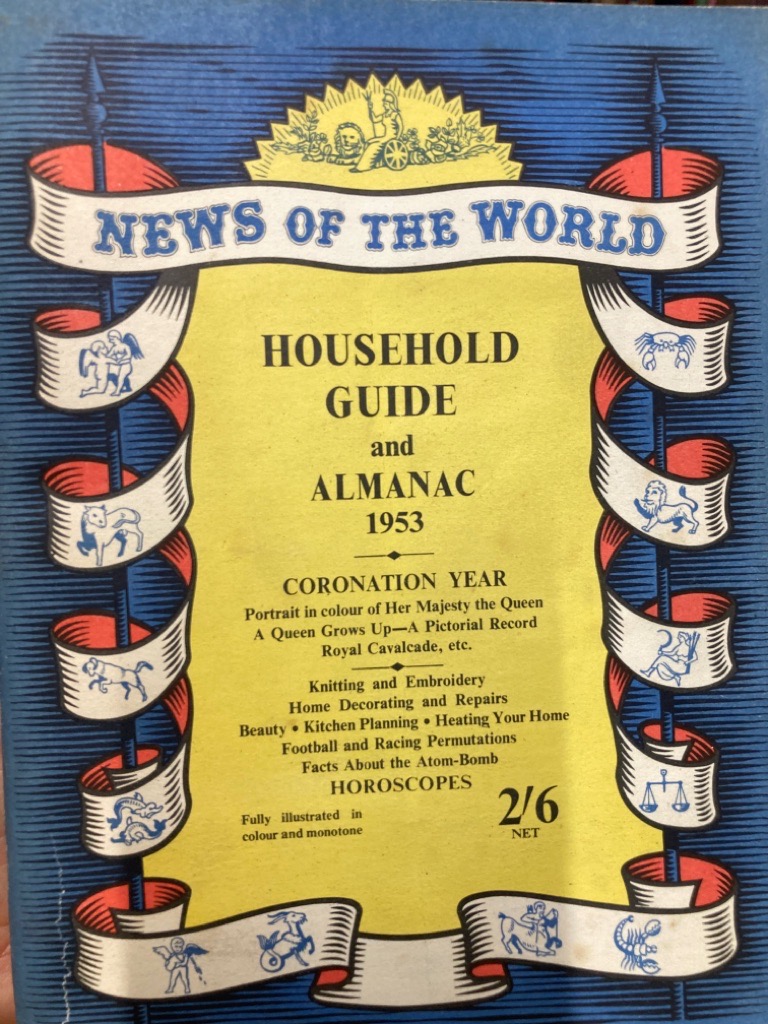 NEWS OF THE WORLD
HOUSEHOLD
GUIDE
and
ALMANAC
1953
CORONATION YEAR
Portrait in colour of Her Majesty the Queen
A Queen Grows Up—A Pictorial Record
Royal Cavalcade, etc.
Knitting and Embroidery
Home Decorating and Repairs
Beauty • Kitchen Planning • Heating Your Home
Football and Racing Permutations
Facts About the Atom-Bomb
HOROSCOPES
Fully illustrated in
colour and monotone
2/6
NET